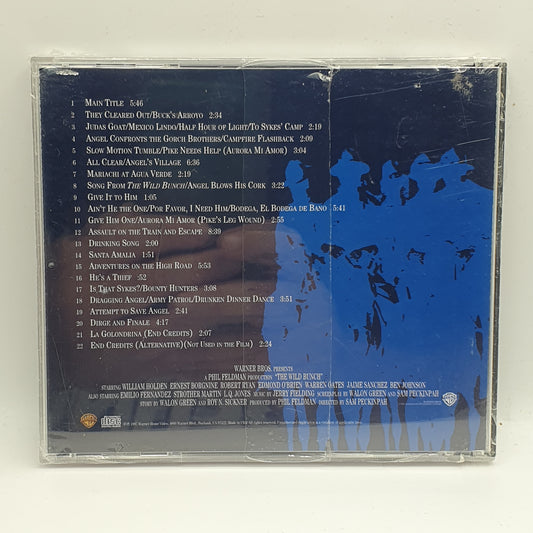 1 Main Title 5:46
2 They Cleared Out/Buck's Arroyo 2:34
3 Judas Goat/Mexico Lindo/Half Hour of Light/To Sykes' Camp 2:19
4 Angel Confronts the Gorch Brothers/Campfire Flashback 2:09
5 Slow Motion Tumble/Pike Needs Help (Aurora Mi Amor) 3:04
6 All Clear/Angel's Village 6:36
7 Mariachi at Agua Verde 2:19
8 Song From The Wild Bunch/Angel Blows His Cork 3:22
9 Give It to Him 1:05
10 Ain't He the One/Por Favor, I Need Him/Bodega, El Bodega de Bano 5:41
11 Give Him One/Aurora Mi Amor (Pike's Leg Wound) 2:55
12 Assault on the Train and Escape 8:39
13 Drinking Song 2:00
14 Santa Amalia 1:51
15 Adventures on the High Road 5:53
16 He's a Thief :52
17 Is That Sykes?/Bounty Hunters 3:08
18 Dragging Angel/Army Patrol/Drunken Dinner Dance 3:51
19 Attempt to Save Angel 2:41
20 Dirge and Finale 4:17
21 La Golondrina (End Credits) 2:07
22 End Credits (Alternative)(Not Used in the Film) 2:24
WARNER BROS. PRESENTS
A PHIL FELDMAN PRODUCTION "THE WILD BUNCH"
STARRING WILLIAM HOLDEN ERNEST BORGNINE ROBERT RYAN EDMOND O'BRIEN WARREN OATES JAIME SANCHEZ BEN JOHNSON
ALSO STARRING EMILIO FERNANDEZ STROTHER MARTIN L.Q. JONES MUSIC BY JERRY FIELDING SCREENPLAY BY WALON GREEN AND SAM PECKINPAH
STORY BY WALON GREEN AND ROY N. SICKNER PRODUCED BY PHIL FELDMAN DIRECTED BY SAM PECKINPAH